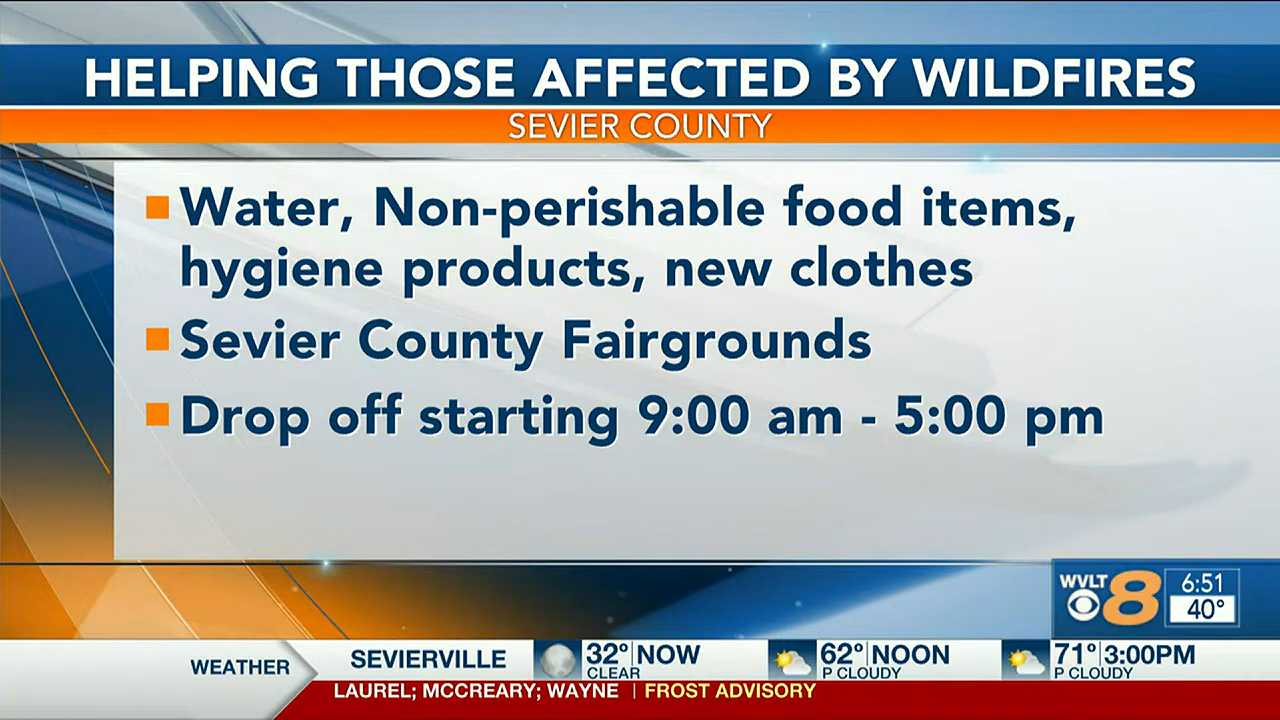 HELPING THOSE AFFECTED BY WILDFIRES
SEVIER COUNTY
Water, Non-perishable food items,
hygiene products, new clothes
Sevier County Fairgrounds
Drop off starting 9:00 am - 5:00 pm
WVLT 8 6:51
40°
WEATHER SEVIERVILLE 32° NOW 62° NOON 71° 3:00PM
CLEAR P CLOUDY P CLOUDY
LAUREL; MCCREARY; WAYNE | FROST ADVISORY